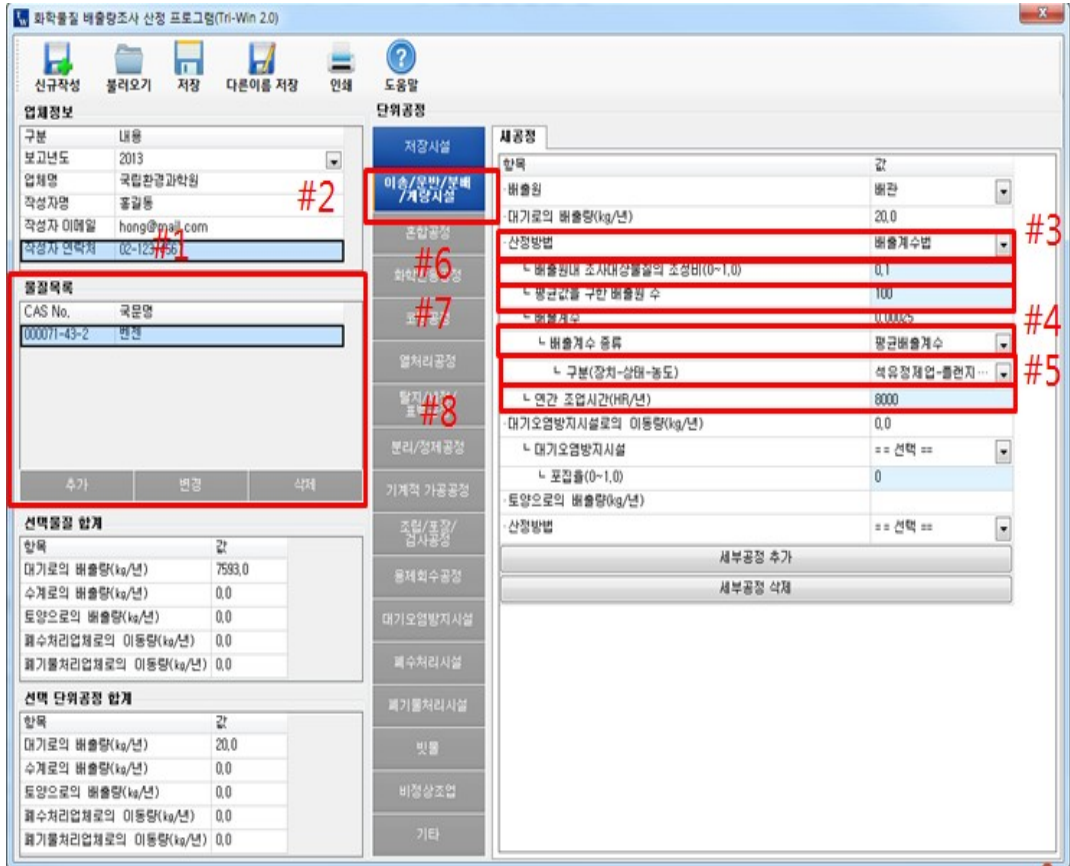 화학물질 배출량조사 산정 프로그램(Tri-Win 2.0)
신규작성 불러오기 저장 다른이름 저장 인쇄 도움말
업체정보
구분 내용
보고년도 2013
업체명 국립환경과학원
작성자명 홍길동
작성자 이메일 hong@mail.com
작성자 연락처
#1
#2
물질목록
CAS No. 국문명
000071-43-2 벤젠
추가 변경 삭제
선택물질 합계
항목 값
대기로의 배출량(kg/년) 7593.0
수계로의 배출량(kg/년) 0.0
토양으로의 배출량(kg/년) 0.0
폐수처리업체로의 이동량(kg/년) 0.0
폐기물처리업체로의 이동량(kg/년) 0.0
선택 단위공정 합계
항목 값
대기로의 배출량(kg/년) 20.0
수계로의 배출량(kg/년) 0.0
토양으로의 배출량(kg/년) 0.0
폐수처리업체로의 이동량(kg/년) 0.0
폐기물처리업체로의 이동량(kg/년) 0.0
단위공정
저장시설
이송/운반/분배
/계량시설
혼합공정
#6
#7
열처리공정
#8
분리/정제공정
기계적 가공공정
조립/포장/
검사공정
용제회수공정
대기오염방지시설
폐수처리시설
폐기물처리시설
빗물
비정상조업
기타
새공정
항목 값
·배출원 배관
·대기로의 배출량(kg/년) 20.0
·산정방법 배출계수법
#3
└ 배출원내 조사대상물질의 조성비(0~1.0) 0.1
└ 평균값을 구한 배출원 수 100
└ 배출계수 0.00025
#4
└ 배출계수 종류 평균배출계수
└ 구분(장치-상태-농도) 석유정제업-플랜지…
#5
└ 연간 조업시간(HR/년) 8000
·대기오염방지시설로의 이동량(kg/년) 0.0
└ 대기오염방지시설 == 선택 ==
└ 포집율(0~1.0) 0
·토양으로의 배출량(kg/년)
·산정방법 == 선택 ==
세부공정 추가
세부공정 삭제